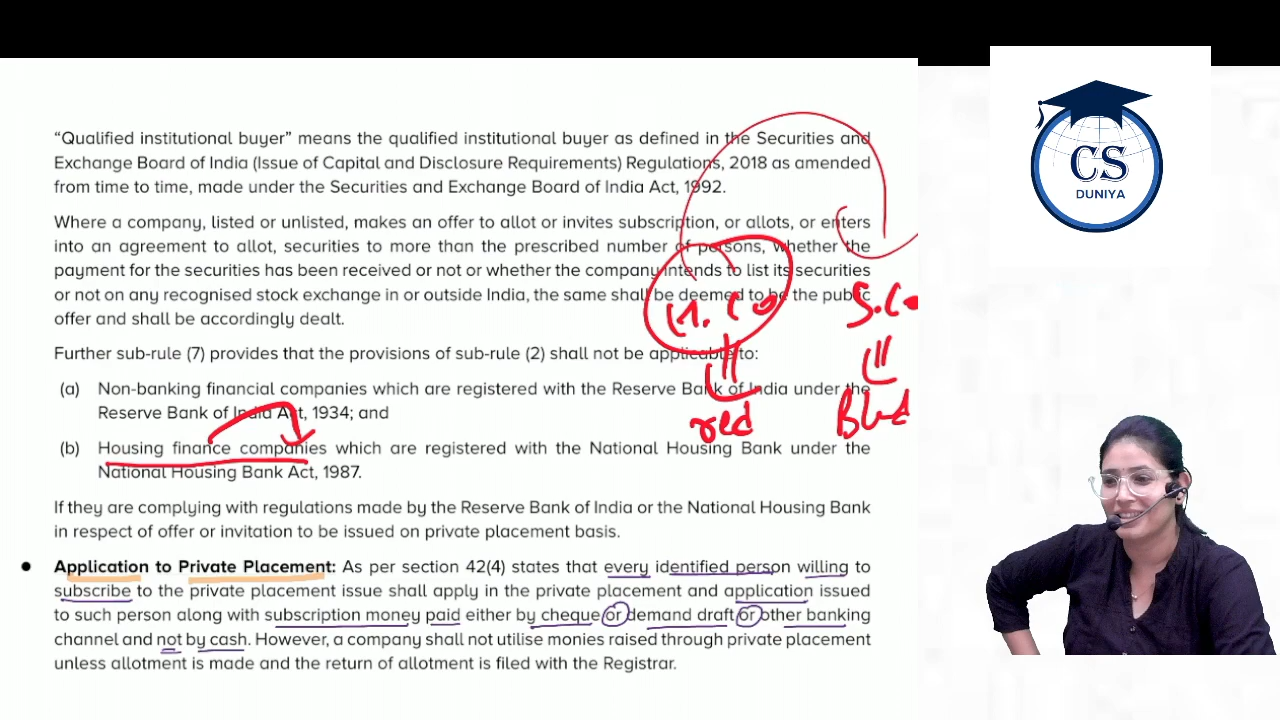 “Qualified institutional buyer” means the qualified institutional buyer as defined in the Securities and
Exchange Board of India (Issue of Capital and Disclosure Requirements) Regulations, 2018 as amended
from time to time, made under the Securities and Exchange Board of India Act, 1992.
Where a company, listed or unlisted, makes an offer to allot or invites subscription, or allots, or enters
into an agreement to allot, securities to more than the prescribed number of persons, whether the
payment for the securities has been received or not or whether the company intends to list its securities
or not on any recognised stock exchange in or outside India, the same shall be deemed to be the public
offer and shall be accordingly dealt.
Further sub-rule (7) provides that the provisions of sub-rule (2) shall not be applicable to:
(a) Non-banking financial companies which are registered with the Reserve Bank of India under the
Reserve Bank of India Act, 1934; and
(b) Housing finance companies which are registered with the National Housing Bank under the
National Housing Bank Act, 1987.
If they are complying with regulations made by the Reserve Bank of India or the National Housing Bank
in respect of offer or invitation to be issued on private placement basis.
● Application to Private Placement: As per section 42(4) states that every identified person willing to
subscribe to the private placement issue shall apply in the private placement and application issued
to such person along with subscription money paid either by cheque or demand draft or other banking
channel and not by cash. However, a company shall not utilise monies raised through private placement
unless allotment is made and the return of allotment is filed with the Registrar.
red
CS
DUNIYA